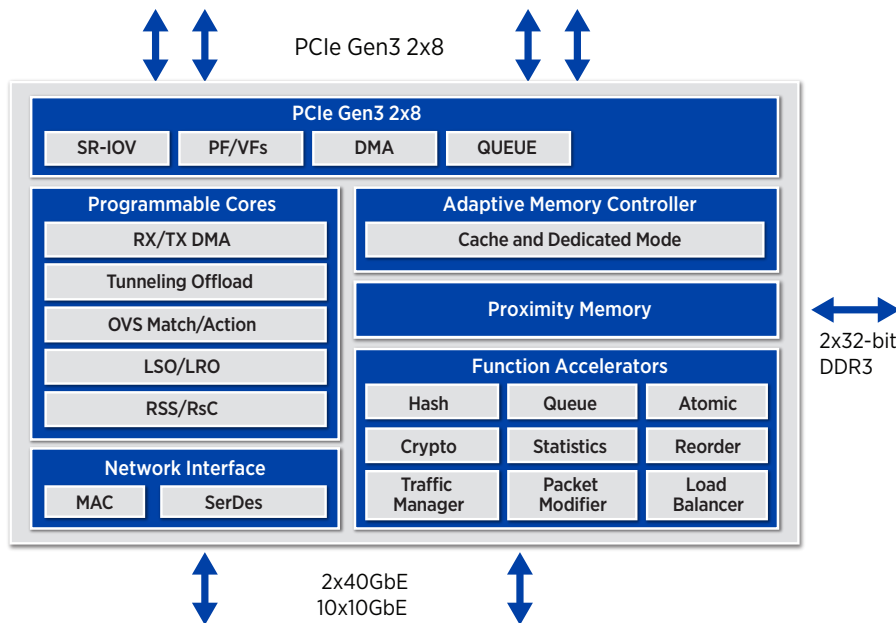 PCIe Gen3 2x8
PCIe Gen3 2x8
SR-IOV
PF/VFs
DMA
QUEUE
Programmable Cores
RX/TX DMA
Tunneling Offload
OVS Match/Action
LSO/LRO
RSS/RsC
Adaptive Memory Controller
Cache and Dedicated Mode
Proximity Memory
Function Accelerators
Hash
Queue
Atomic
Crypto
Statistics
Reorder
Traffic
Manager
Packet
Modifier
Load
Balancer
Network Interface
MAC
SerDes
2x32-bit
DDR3
2x40GbE
10x10GbE